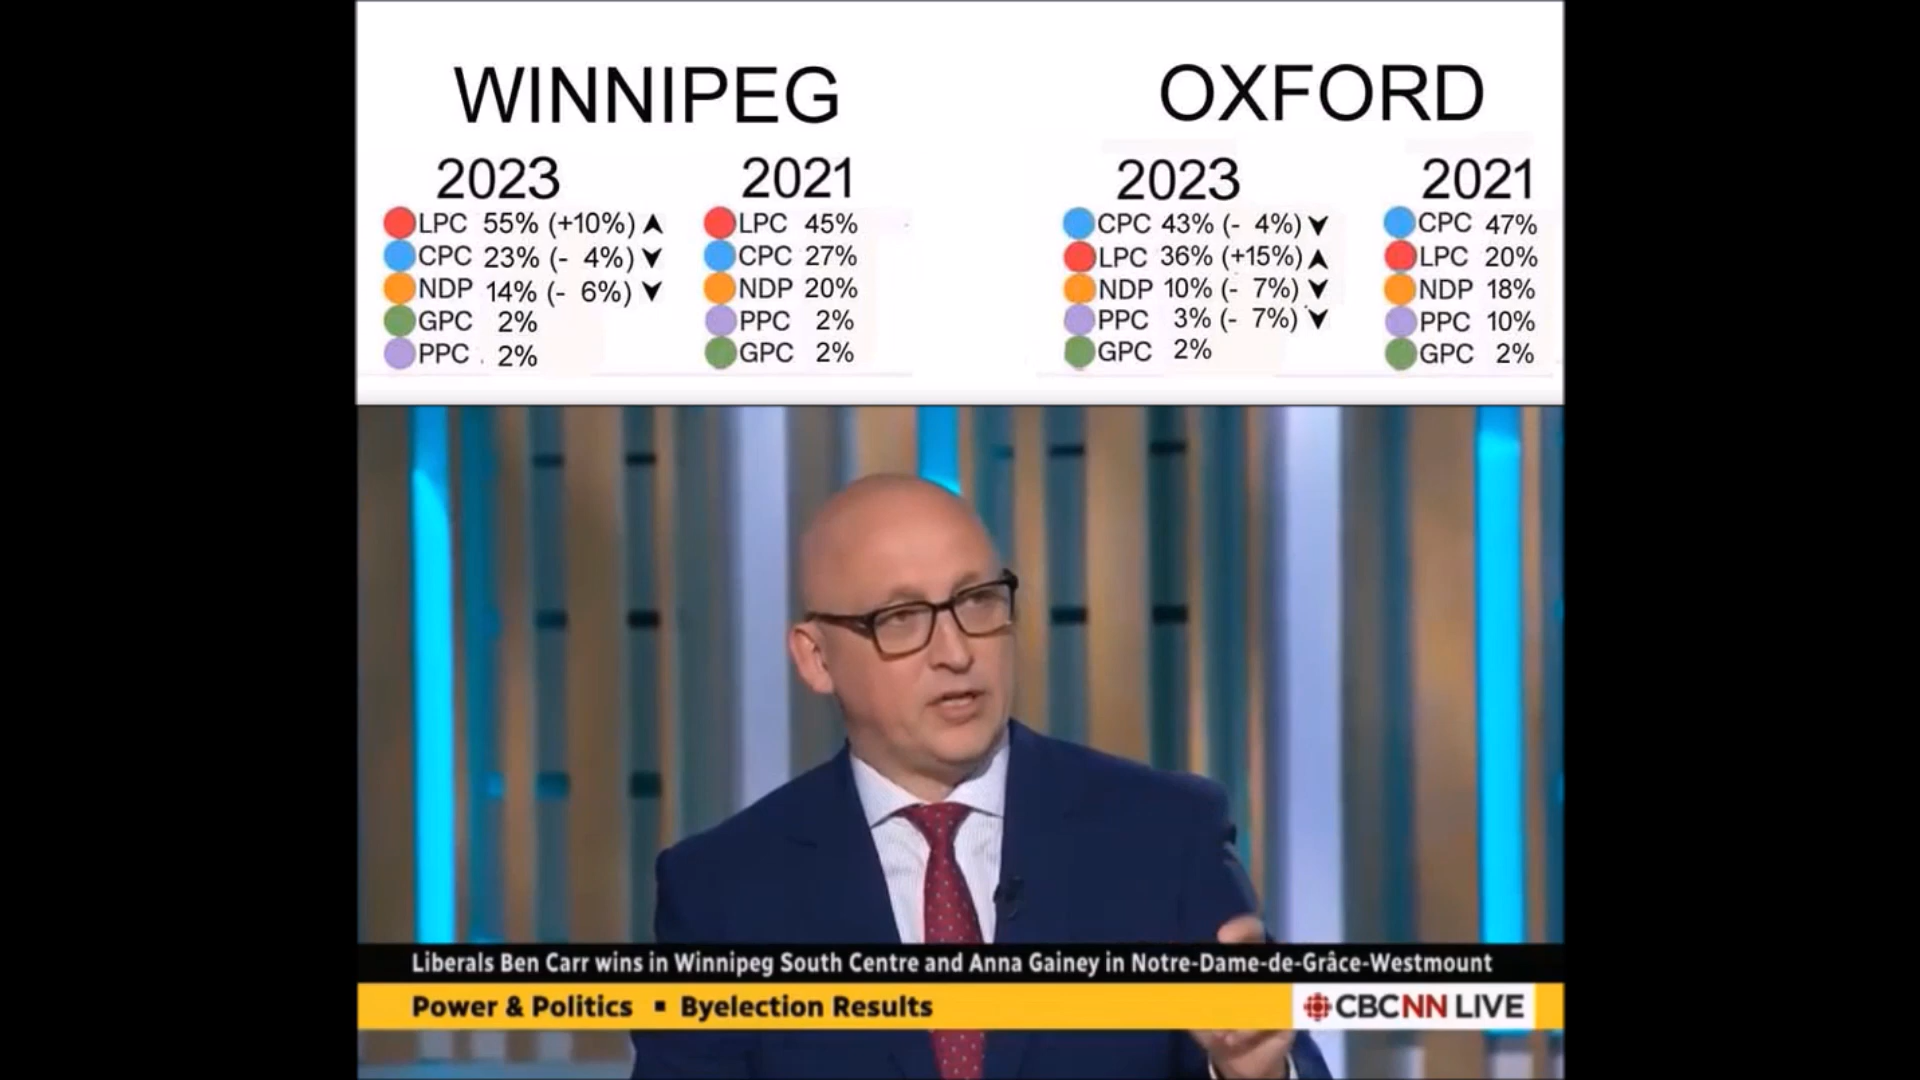 WINNIPEG
2023
LPC 55% (+10%)
CPC 23% (- 4%)
NDP 14% (- 6%)
GPC 2%
PPC . 2%
2021
LPC 45%
CPC 27%
NDP 20%
PPC 2%
GPC 2%
OXFORD
2023
CPC 43% (- 4%)
LPC 36% (+15%)
NDP 10% (- 7%)
PPC 3% (- 7%)
GPC 2%
2021
CPC 47%
LPC 20%
NDP 18%
PPC 10%
GPC 2%
Liberals Ben Carr wins in Winnipeg South Centre and Anna Gainey in Notre-Dame-de-Grâce-Westmount
Power & Politics ▪ Byelection Results
CBCNN LIVE